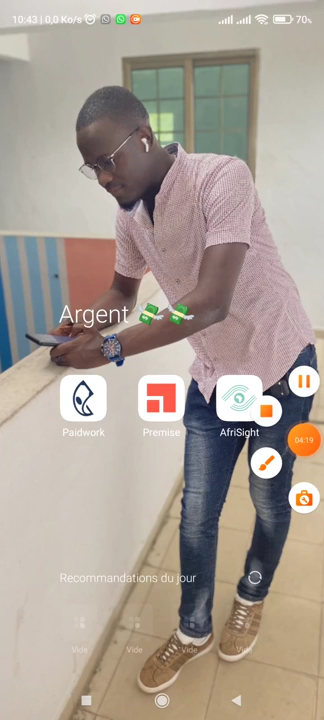 10:43 | 0,0 Ko/s
70%
Argent 💸 💸
Paidwork
Premise
AfriSight
04:19
Recommandations du jour
Vide
Vide
Vide
Vide